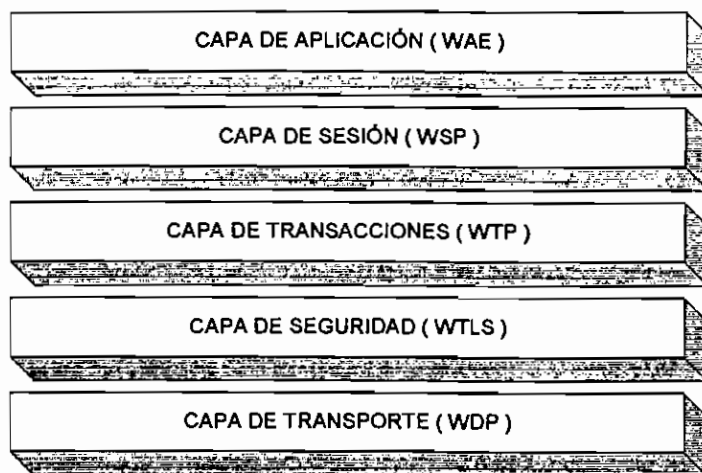 CAPA DE APLICACIÓN ( WAE )
CAPA DE SESIÓN ( WSP )
CAPA DE TRANSACCIONES ( WTP )
CAPA DE SEGURIDAD ( WTLS )
CAPA DE TRANSPORTE ( WDP )